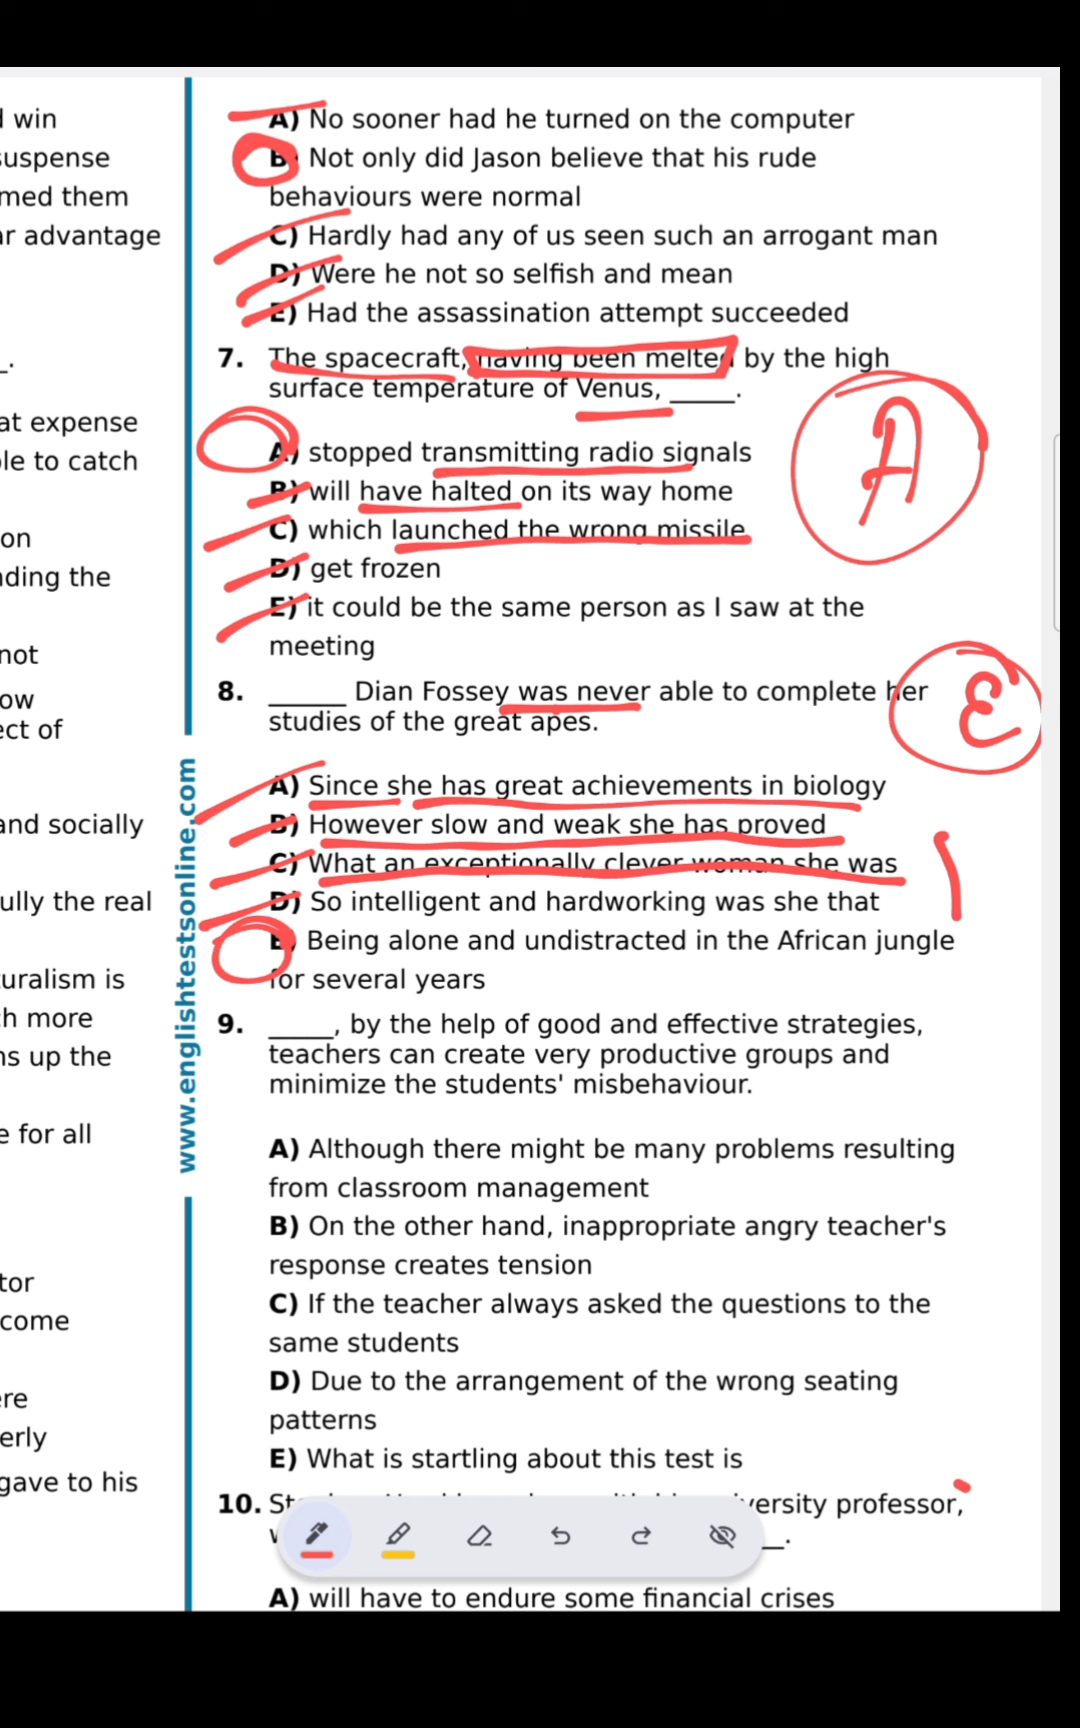 win
suspense
med them
advantage
.
at expense
le to catch
on
ding the
not
ow
ect of
and socially
ully the real
uralism is
h more
s up the
e for all
tor
come
re
erly
gave to his
www.englishtestsonline.com
A) No sooner had he turned on the computer
B) Not only did Jason believe that his rude
behaviours were normal
C) Hardly had any of us seen such an arrogant man
D) Were he not so selfish and mean
E) Had the assassination attempt succeeded
7. The spacecraft, having been melted by the high
surface temperature of Venus, _____.
A) stopped transmitting radio signals
B) will have halted on its way home
C) which launched the wrong missile
D) get frozen
E) it could be the same person as I saw at the
meeting
A
8. ______ Dian Fossey was never able to complete her
studies of the great apes.
E
A) Since she has great achievements in biology
B) However slow and weak she has proved
C) What an exceptionally clever woman she was
D) So intelligent and hardworking was she that
E) Being alone and undistracted in the African jungle
for several years
9. _____, by the help of good and effective strategies,
teachers can create very productive groups and
minimize the students' misbehaviour.
A) Although there might be many problems resulting
from classroom management
B) On the other hand, inappropriate angry teacher's
response creates tension
C) If the teacher always asked the questions to the
same students
D) Due to the arrangement of the wrong seating
patterns
E) What is startling about this test is
10. versity professor,
.
A) will have to endure some financial crises